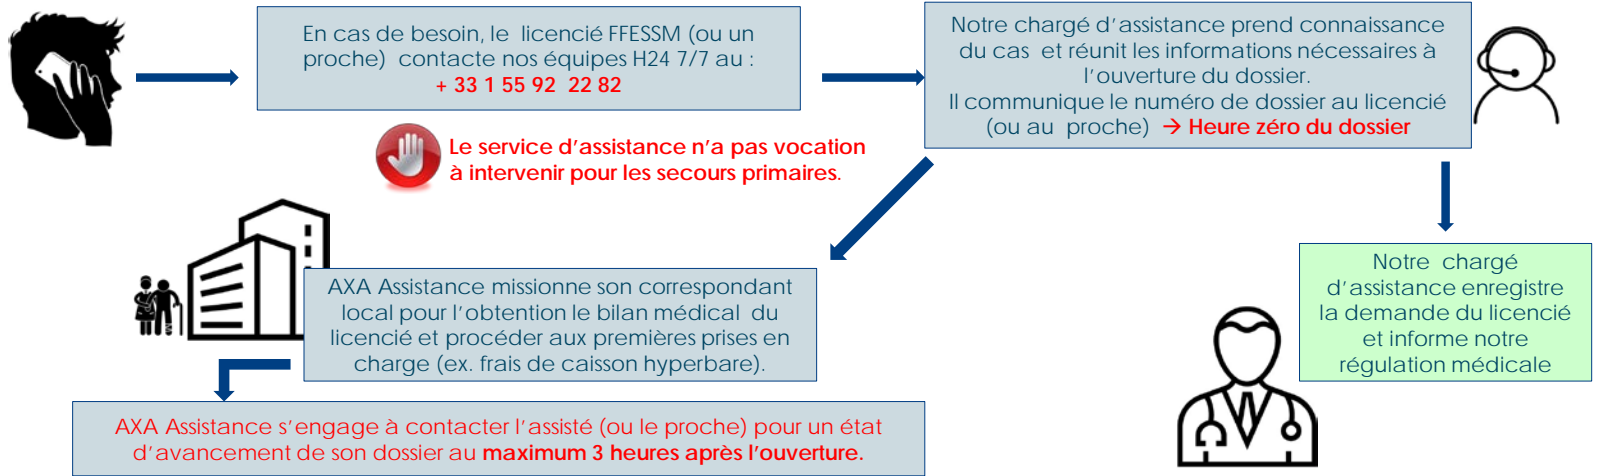 En cas de besoin, le licencié FFESSM (ou un
proche) contacte nos équipes H24 7/7 au :
+ 33 1 55 92 22 82
Notre chargé d'assistance prend connaissance
du cas et réunit les informations nécessaires à
l'ouverture du dossier.
Il communique le numéro de dossier au licencié
(ou au proche) → Heure zéro du dossier
Le service d'assistance n'a pas vocation
à intervenir pour les secours primaires.
AXA Assistance missionne son correspondant
local pour l'obtention le bilan médical du
licencié et procéder aux premières prises en
charge (ex. frais de caisson hyperbare).
Notre chargé
d'assistance enregistre
la demande du licencié
et informe notre
régulation médicale
AXA Assistance s'engage à contacter l'assisté (ou le proche) pour un état
d'avancement de son dossier au maximum 3 heures après l'ouverture.